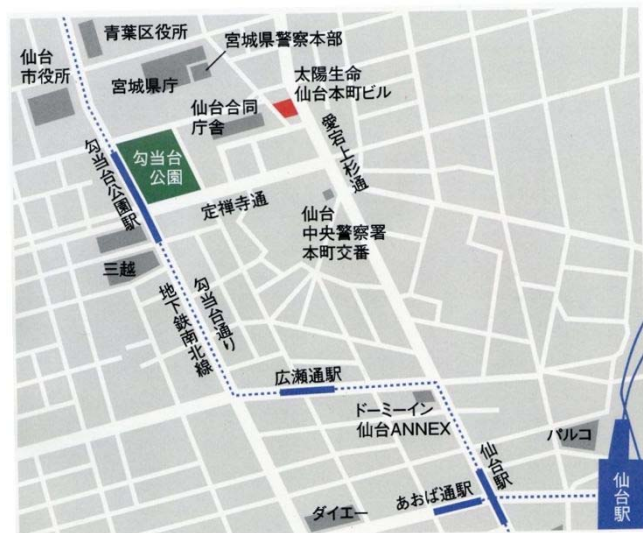 青葉区役所
宮城県警察本部
仙台
市役所
宮城県庁
太陽生命
仙台本町ビル
仙台合同
庁舎
勾当台
公園
勾当台公園駅
愛宕上杉通
定禅寺通
仙台
中央警察署
本町交番
三越
地下鉄南北線
勾当台通り
広瀬通駅
ドーミーイン
仙台ANNEX
パルコ
仙台駅
あおば通駅
仙台駅
ダイエー